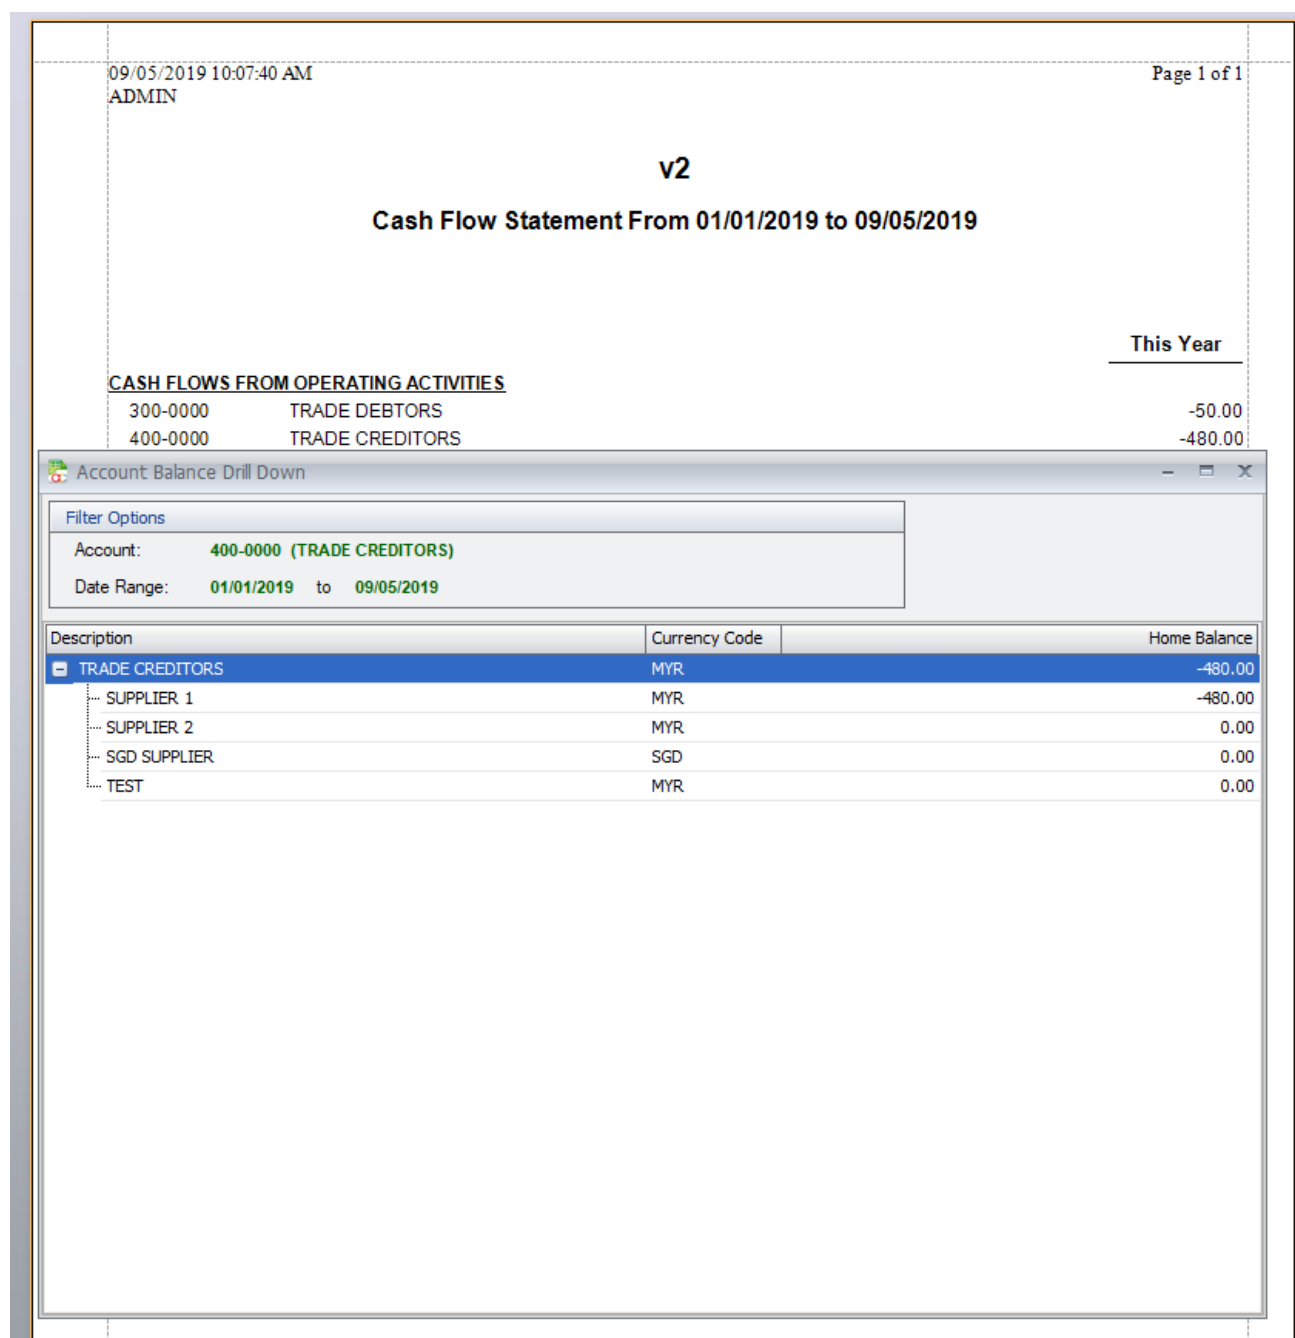 09/05/2019 10:07:40 AM Page 1 of 1
ADMIN
v2
Cash Flow Statement From 01/01/2019 to 09/05/2019
This Year
CASH FLOWS FROM OPERATING ACTIVITIES
300-0000 TRADE DEBTORS -50.00
400-0000 TRADE CREDITORS -480.00
Account Balance Drill Down
Filter Options
Account: 400-0000 (TRADE CREDITORS)
Date Range: 01/01/2019 to 09/05/2019
Description Currency Code Home Balance
TRADE CREDITORS MYR -480.00
SUPPLIER 1 MYR -480.00
SUPPLIER 2 MYR 0.00
SGD SUPPLIER SGD 0.00
TEST MYR 0.00